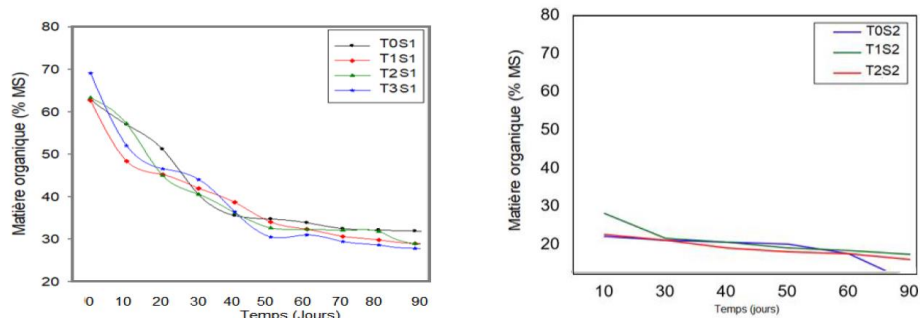 Matière organique (% MS)
80
70
60
50
40
30
20
0 10 20 30 40 50 60 70 80 90
Temps (Jours)
T0S1
T1S1
T2S1
T3S1
Matière organique (% MS)
80
70
60
50
40
30
20
10 30 40 50 60 90
Temps (jours)
T0S2
T1S2
T2S2